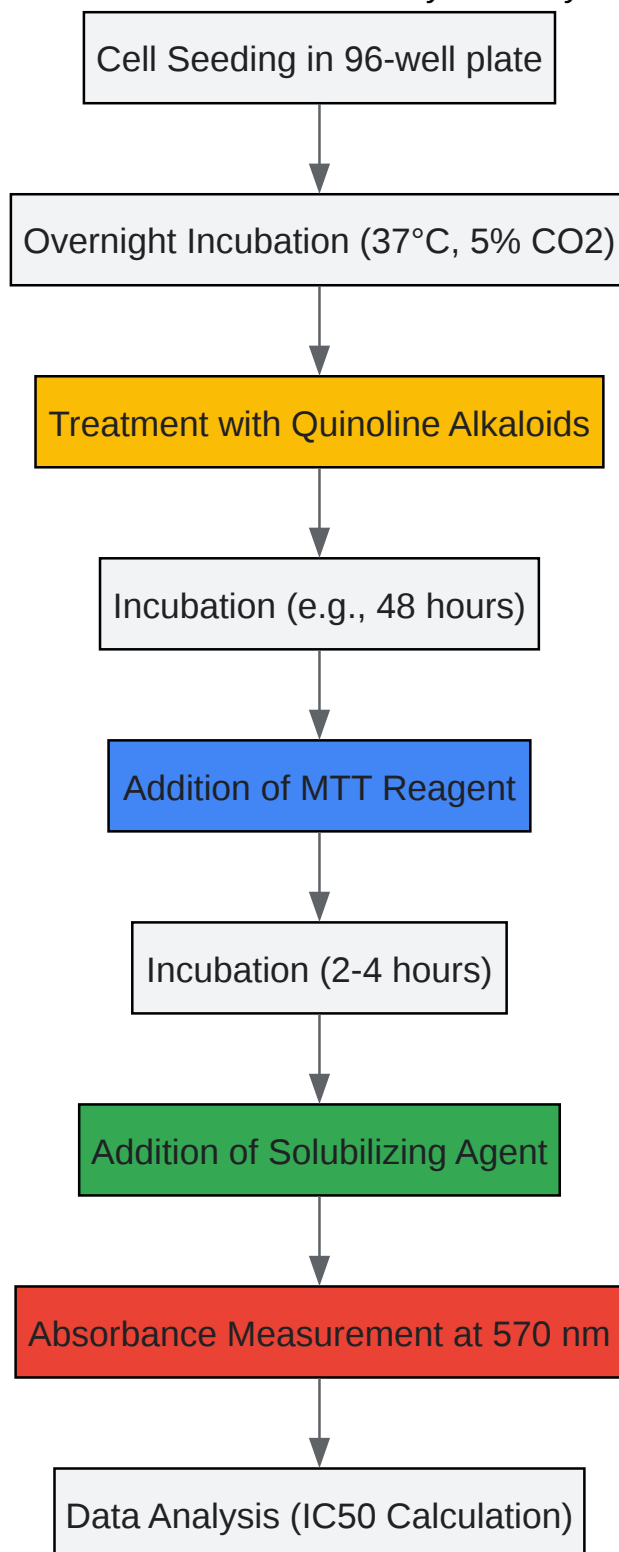 Cell Seeding in 96-well plate
Overnight Incubation (37°C, 5% CO2)
Treatment with Quinoline Alkaloids
Incubation (e.g., 48 hours)
Addition of MTT Reagent
Incubation (2-4 hours)
Addition of Solubilizing Agent
Absorbance Measurement at 570 nm
Data Analysis (IC50 Calculation)